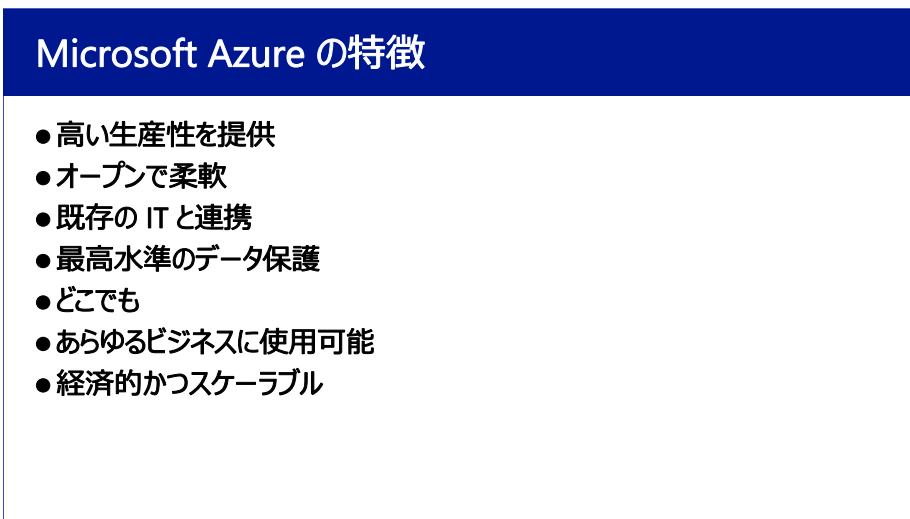 Microsoft Azure の特徴
● 高い生産性を提供
● オープンで柔軟
● 既存の IT と連携
● 最高水準のデータ保護
● どこでも
● あらゆるビジネスに使用可能
● 経済的かつスケーラブル